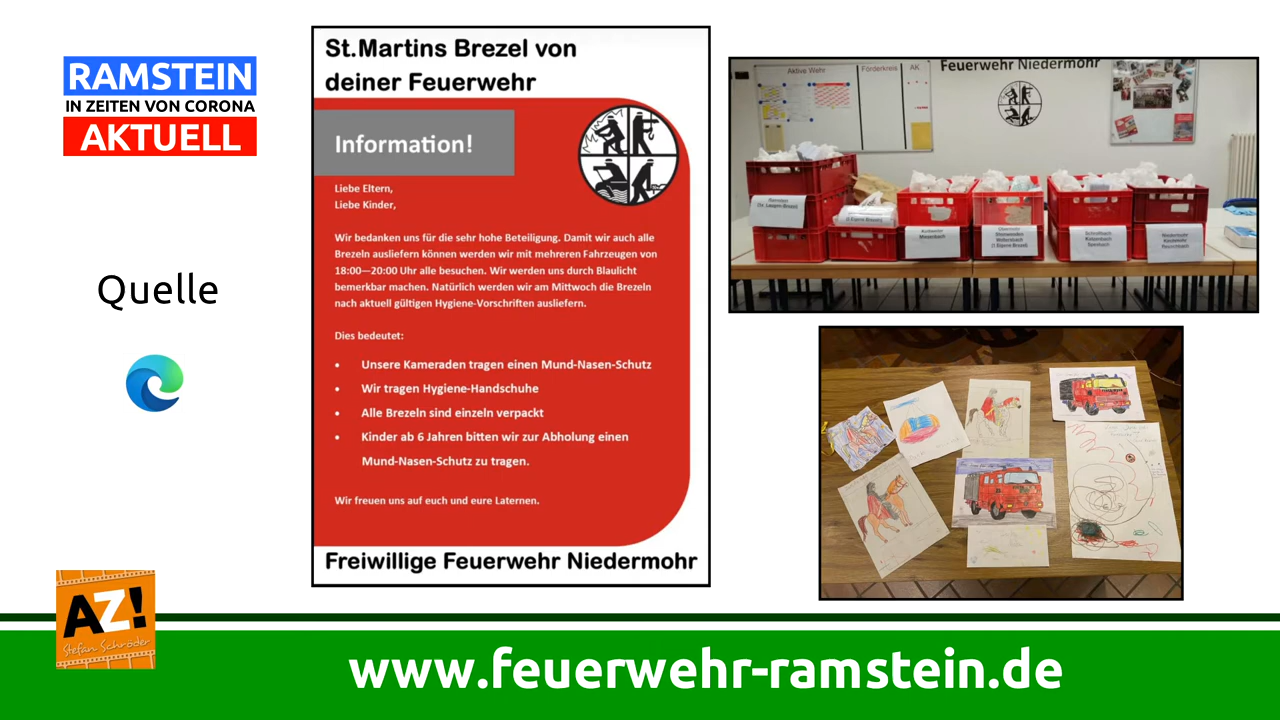 RAMSTEIN
IN ZEITEN VON CORONA
AKTUELL
Quelle
St.Martins Brezel von
deiner Feuerwehr
Information!
Liebe Eltern,
Liebe Kinder,
Wir bedanken uns für die sehr hohe Beteiligung. Damit wir auch alle
Brezeln ausliefern können werden wir mit mehreren Fahrzeugen von
18:00—20:00 Uhr alle besuchen. Wir werden uns durch Blaulicht
bemerkbar machen. Natürlich werden wir am Mittwoch die Brezeln
nach aktuell gültigen Hygiene-Vorschriften ausliefern.
Dies bedeutet:
• Unsere Kameraden tragen einen Mund-Nasen-Schutz
• Wir tragen Hygiene-Handschuhe
• Alle Brezeln sind einzeln verpackt
• Kinder ab 6 Jahren bitten wir zur Abholung einen
Mund-Nasen-Schutz zu tragen.
Wir freuen uns auf euch und eure Laternen.
Freiwillige Feuerwehr Niedermohr
Aktive Wehr
Förderkreis
AK
Feuerwehr Niedermohr
AZ!
Stefan Schröder
www.feuerwehr-ramstein.de